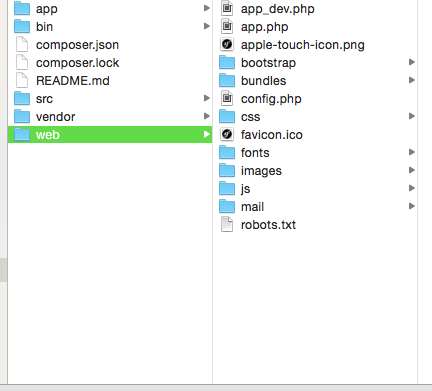 app
bin
composer.json
composer.lock
README.md
src
vendor
web
app_dev.php
app.php
apple-touch-icon.png
bootstrap
bundles
config.php
css
favicon.ico
fonts
images
js
mail
robots.txt